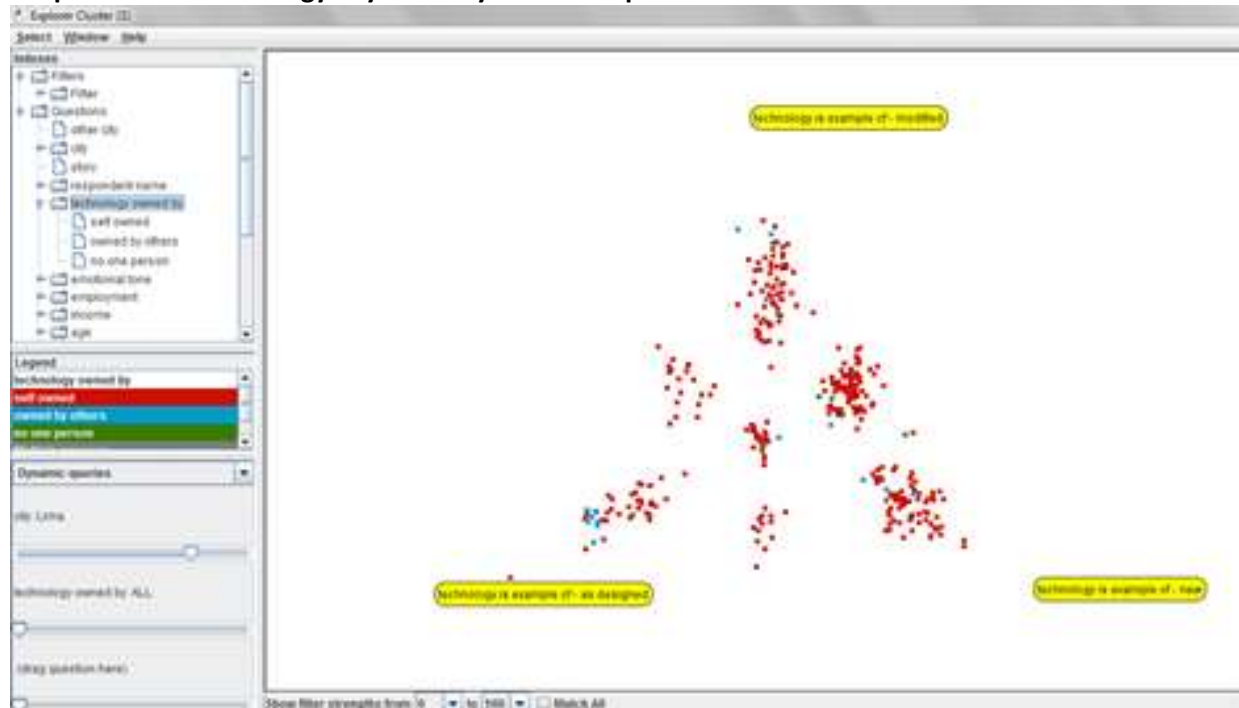 Explorer Cluster [1]
Select Window Help
Indexes
Filters
Filter
Questions
other city
city
story
respondent name
technology owned by
self owned
owned by others
no one person
emotional tone
employment
income
age
Legend
technology owned by
self owned
owned by others
no one person
Dynamic queries
city: Lima
technology owned by: ALL
(drag question here)
technology is example of - modified
technology is example of - as designed
technology is example of - new
Show filter strengths from 0 to 100 Match All